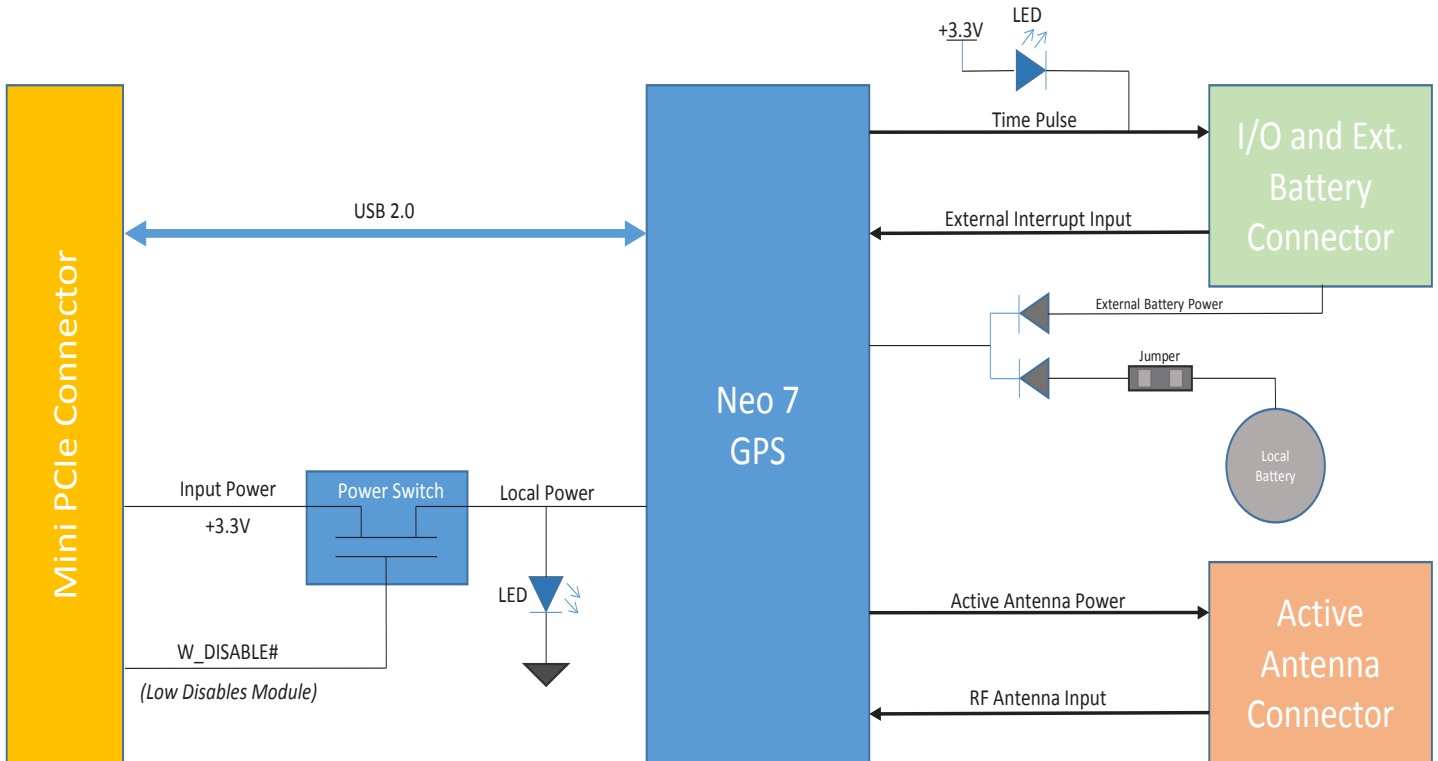 LED
+3.3V
Time Pulse
I/O and Ext.
Battery
Connector
USB 2.0
External Interrupt Input
Mini PCIe Connector
External Battery Power
Jumper
Neo 7
GPS
Local
Battery
Input Power
+3.3V
Power Switch
Local Power
LED
W_DISABLE#
(Low Disables Module)
Active Antenna Power
Active
Antenna
Connector
RF Antenna Input